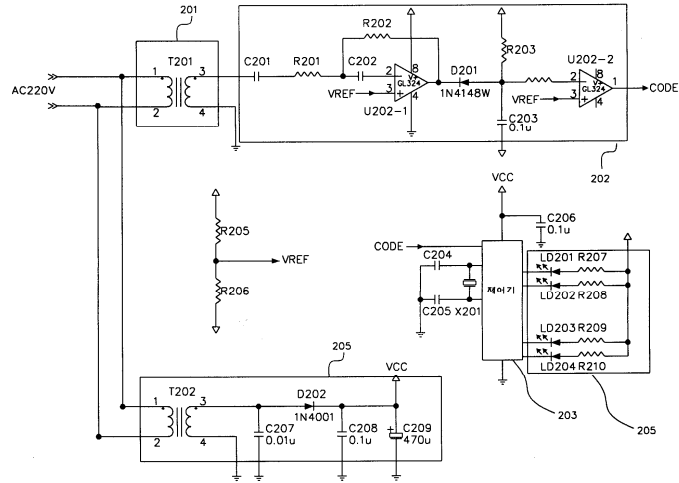 201
R202
T201
C201
R201
C202
D201
R203
U202-2
1
3
2
8
V+
GL324
2
8
V+
GL324
1
CODE
AC220V
VREF
3
4
1N4148W
VREF
3
4
2
4
U202-1
C203
0.1u
202
VCC
C206
0.1u
R205
VREF
CODE
C204
LD201 R207
제어기
R206
LD202 R208
C205 X201
LD203 R209
205
VCC
LD204 R210
T202
D202
203
205
1
3
1N4001
2
4
C207
0.01u
C208
0.1u
C209
470u
+